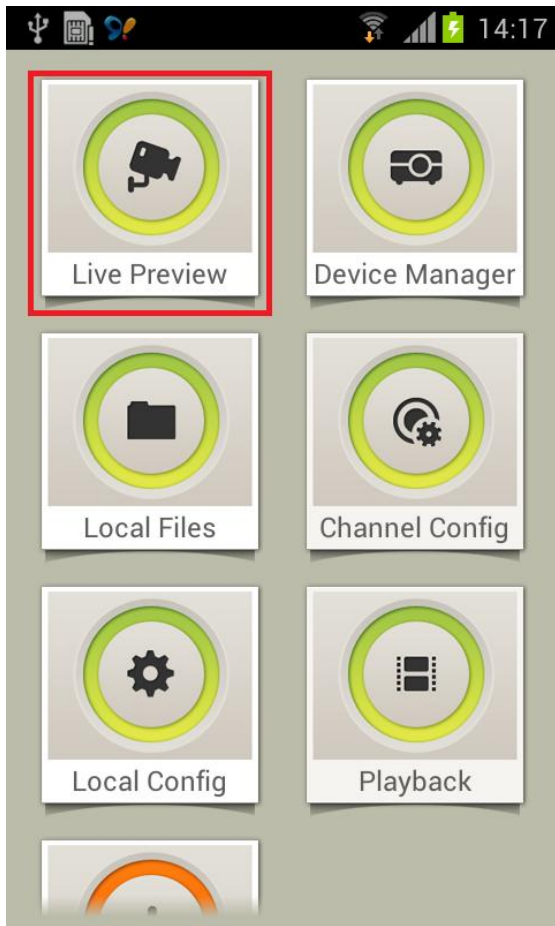 14:17
Live Preview
Device Manager
Local Files
Channel Config
Local Config
Playback